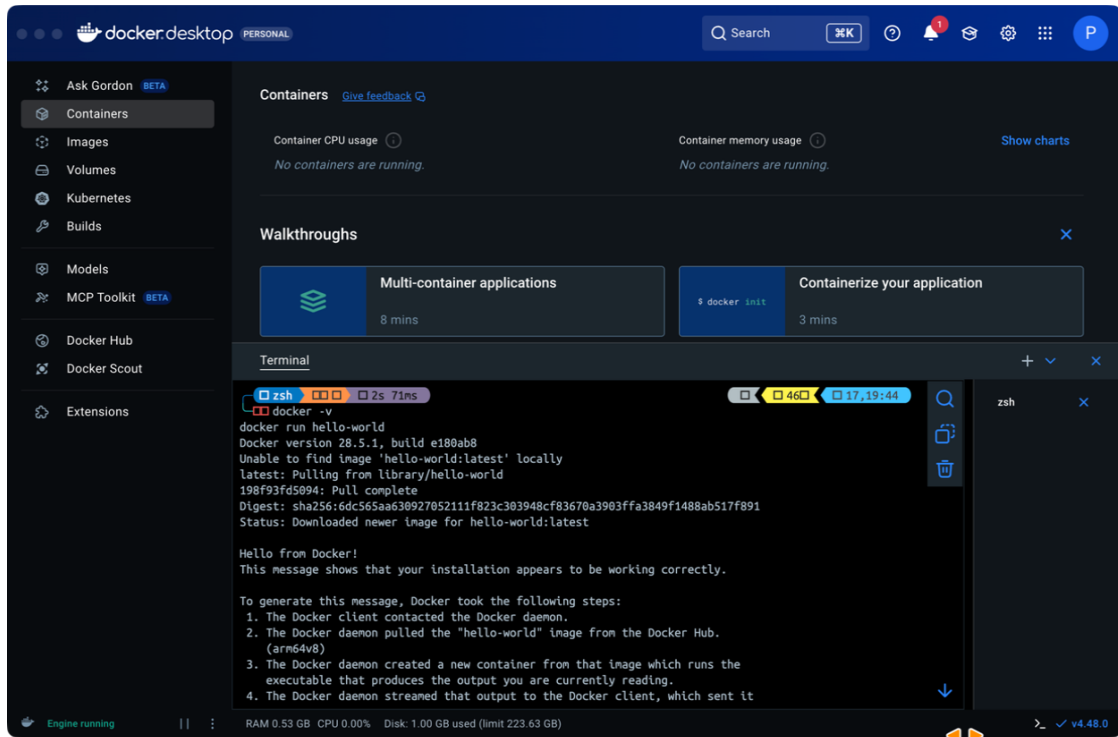 docker desktop PERSONAL
Search ⌘K
1
P
Ask Gordon BETA
Containers
Images
Volumes
Kubernetes
Builds
Models
MCP Toolkit BETA
Docker Hub
Docker Scout
Extensions
Containers Give feedback
Container CPU usage
No containers are running.
Container memory usage
No containers are running.
Show charts
Walkthroughs
Multi-container applications
8 mins
$ docker init
Containerize your application
3 mins
Terminal
zsh
zsh 2s 71ms 46 17,19:44
docker -v
docker run hello-world
Docker version 28.5.1, build e180ab8
Unable to find image 'hello-world:latest' locally
latest: Pulling from library/hello-world
198f93fd5094: Pull complete
Digest: sha256:6dc565aa630927052111f823c303948cf83670a3903ffa3849f1488ab517f891
Status: Downloaded newer image for hello-world:latest
Hello from Docker!
This message shows that your installation appears to be working correctly.
To generate this message, Docker took the following steps:
1. The Docker client contacted the Docker daemon.
2. The Docker daemon pulled the "hello-world" image from the Docker Hub.
(arm64v8)
3. The Docker daemon created a new container from that image which runs the
executable that produces the output you are currently reading.
4. The Docker daemon streamed that output to the Docker client, which sent it
Engine running
RAM 0.53 GB CPU 0.00% Disk: 1.00 GB used (limit 223.63 GB)
>_ v4.48.0